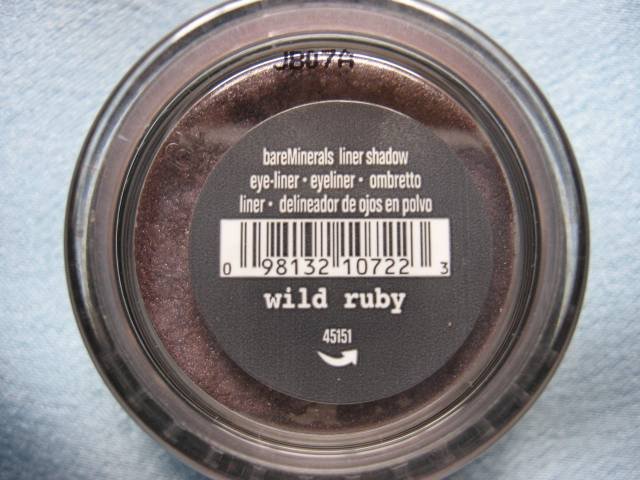 JB07A
bareMinerals liner shadow
eye-liner • eyeliner • ombretto
liner • delineador de ojos en polvo
0 98132 10722 3
wild ruby
45151